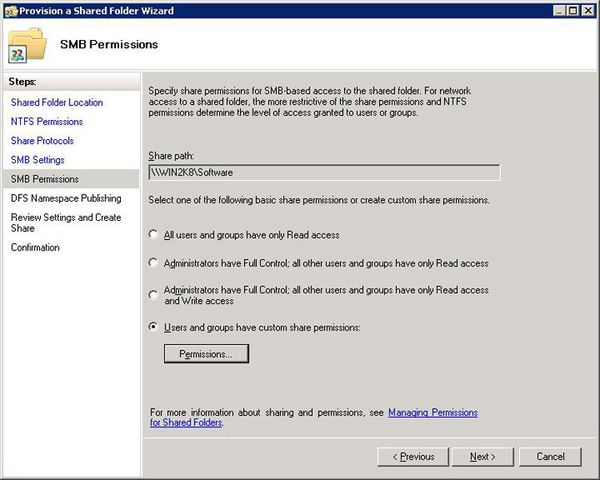 Provision a Shared Folder Wizard
SMB Permissions
Steps:
Shared Folder Location
NTFS Permissions
Share Protocols
SMB Settings
SMB Permissions
DFS Namespace Publishing
Review Settings and Create
Share
Confirmation
Specify share permissions for SMB-based access to the shared folder. For network
access to a shared folder, the more restrictive of the share permissions and NTFS
permissions determine the level of access granted to users or groups.
Share path:
\\WIN2K8\Software
Select one of the following basic share permissions or create custom share permissions.
All users and groups have only Read access
Administrators have Full Control; all other users and groups have only Read access
Administrators have Full Control; all other users and groups have only Read access
and Write access
Users and groups have custom share permissions:
Permissions...
For more information about sharing and permissions, see Managing Permissions
for Shared Folders.
< Previous
Next >
Cancel